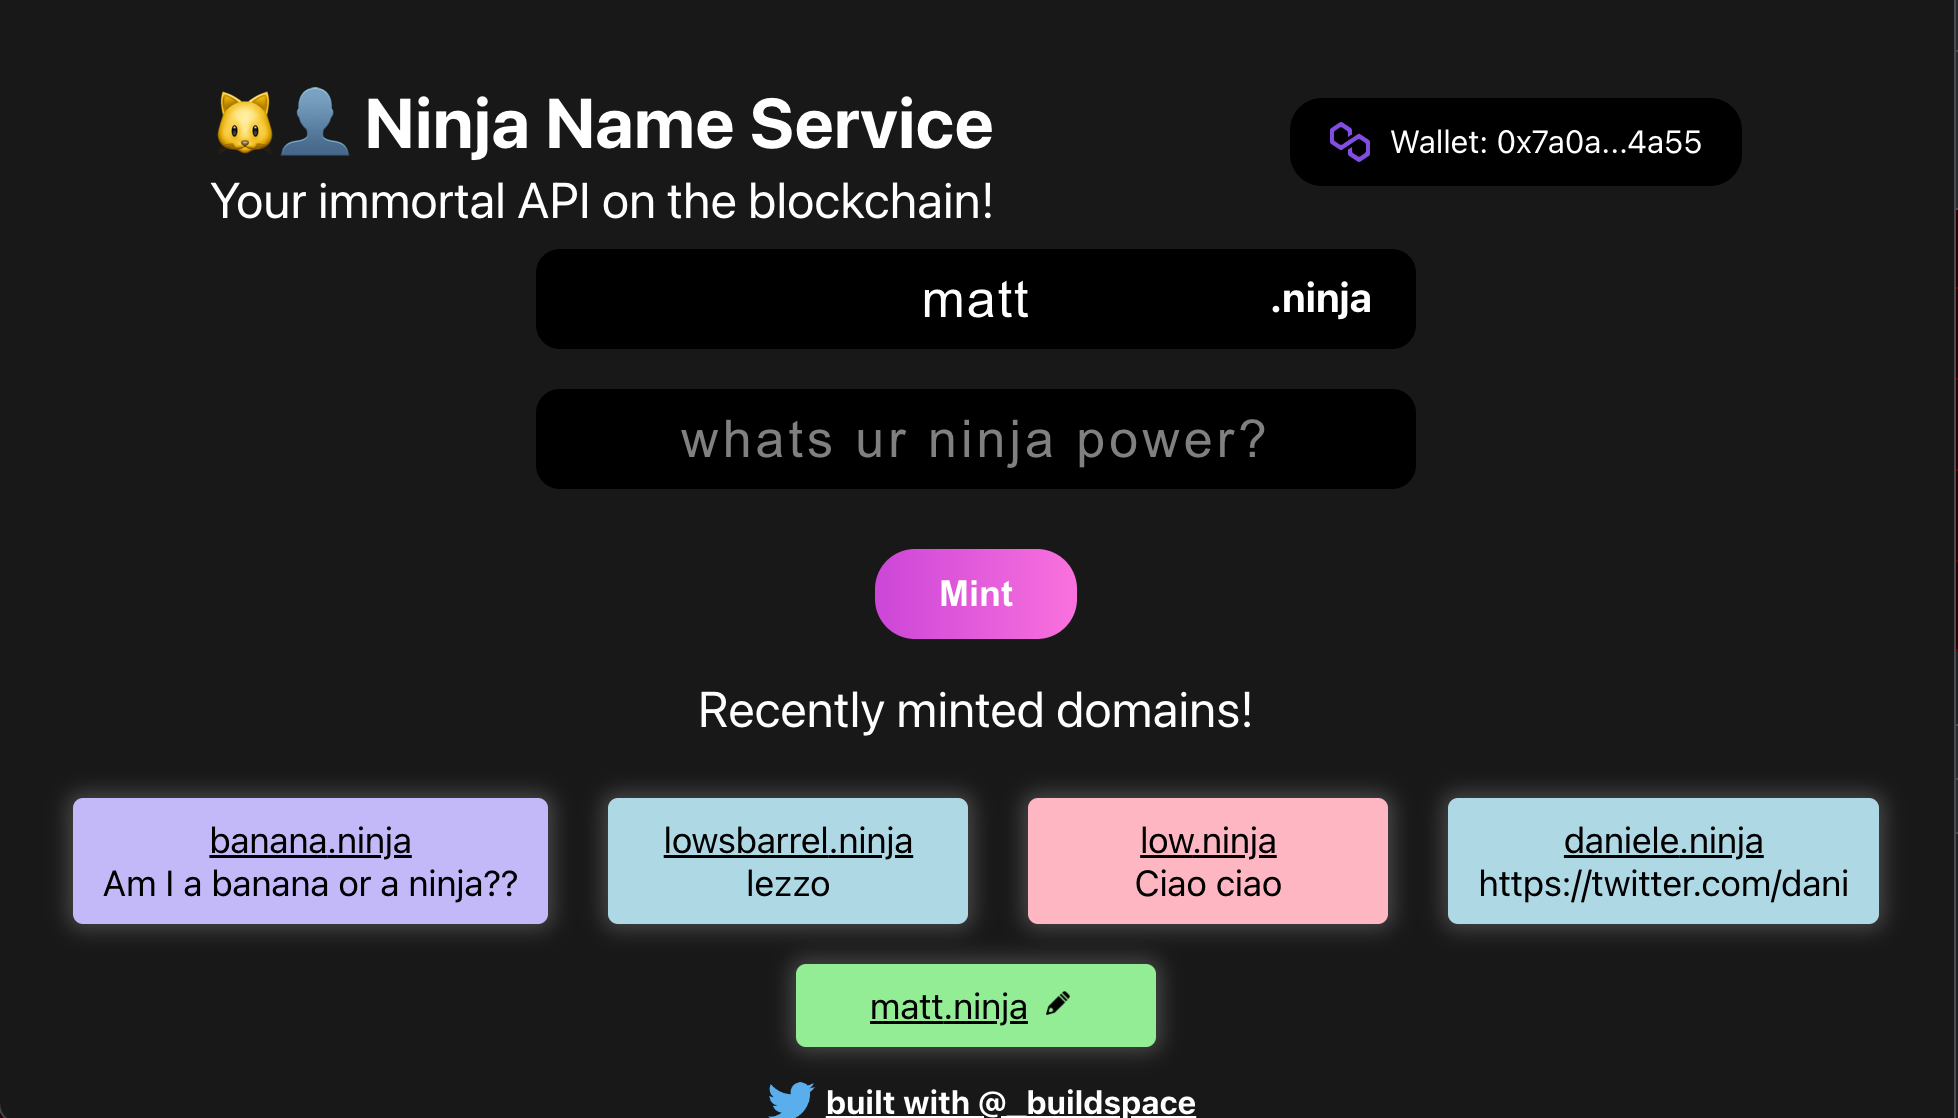 Ninja Name Service
Your immortal API on the blockchain!
Wallet: 0x7a0a...4a55
matt .ninja
whats ur ninja power?
Mint
Recently minted domains!
banana.ninja
Am I a banana or a ninja??
lowsbarrel.ninja
lezzo
low.ninja
Ciao ciao
daniele.ninja
https://twitter.com/dani
matt.ninja
built with @_buildspace